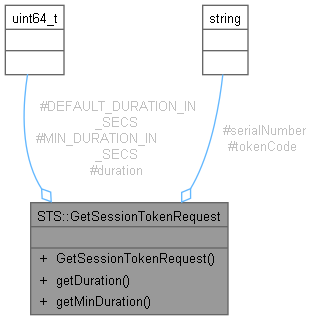 uint64_t
string
#DEFAULT_DURATION_IN
_SECS
#MIN_DURATION_IN
_SECS
#duration
#serialNumber
#tokenCode
STS::GetSessionTokenRequest
+ GetSessionTokenRequest()
+ getDuration()
+ getMinDuration()